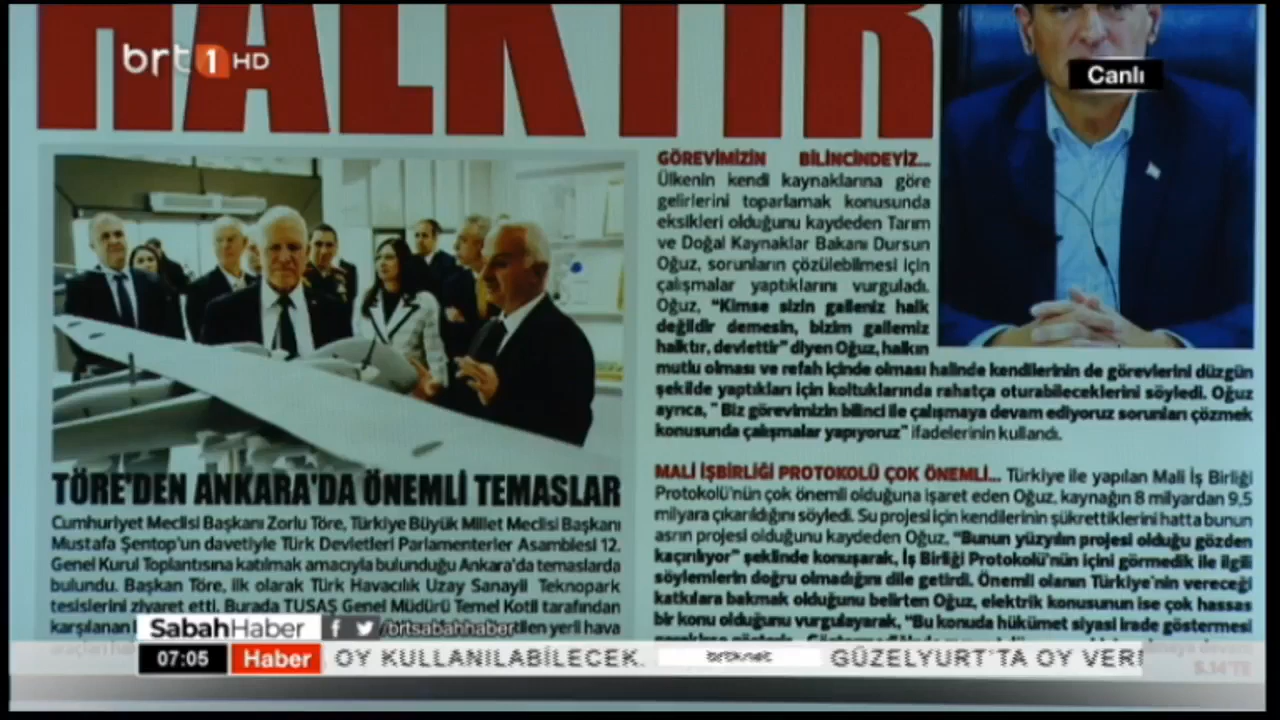 HALKTIR
brt 1 HD
Canlı
GÖREVİMİZİN BİLİNCİNDEYİZ...
Ülkenin kendi kaynaklarına göre
gelirlerini toparlamak konusunda
eksikleri olduğunu kaydeden Tarım
ve Doğal Kaynaklar Bakanı Dursun
Oğuz, sorunların çözülebilmesi için
çalışmalar yaptıklarını vurguladı.
Oğuz, "Kimse sizin galleniz halk
değildir demesin, bizim gallemiz
halktır, devlettir" diyen Oğuz, halkın
mutlu olması ve refah içinde olması halinde kendilerinin de görevlerini düzgün
şekilde yaptıkları için koltuklarında rahatça oturabileceklerini söyledi. Oğuz
ayrıca, " Biz görevimizin bilinci ile çalışmaya devam ediyoruz sorunları çözmek
konusunda çalışmalar yapıyoruz" ifadelerinin kullandı.
MALİ İŞBİRLİĞİ PROTOKOLÜ ÇOK ÖNEMLİ... Türkiye ile yapılan Mali İş Birliği
Protokolü'nün çok önemli olduğuna işaret eden Oğuz, kaynağın 8 milyardan 9,5
milyara çıkarıldığını söyledi. Su projesi için kendilerinin şükrettiklerini hatta bunun
asrın projesi olduğunu kaydeden Oğuz, "Bunun yüzyılın projesi olduğu gözden
kaçırılıyor" şeklinde konuşarak, İş Birliği Protokolü'nün içini görmedik ile ilgili
söylemlerin doğru olmadığını dile getirdi. Önemli olanın Türkiye'nin vereceği
katkılara bakmak olduğunu belirten Oğuz, elektrik konusunun ise çok hassas
bir konu olduğunu vurgulayarak, "Bu konuda hükümet siyasi irade göstermesi
S.14'TE
TÖRE'DEN ANKARA'DA ÖNEMLİ TEMASLAR
Cumhuriyet Meclisi Başkanı Zorlu Töre, Türkiye Büyük Millet Meclisi Başkanı
Mustafa Şentop'un davetiyle Türk Devletleri Parlamenterler Asamblesi 12.
Genel Kurul Toplantısına katılmak amacıyla bulunduğu Ankara'da temaslarda
bulundu. Başkan Töre, ilk olarak Türk Havacılık Uzay Sanayii Teknopark
tesislerini ziyaret etti. Burada TUSAŞ Genel Müdürü Temel Kotil tarafından
karşılanan yerli hava
SabahHaber /brtsabahhaber
07:05 Haber OY KULLANILABİLECEK. brtk.net GÜZELYURT'TA OY VERİ